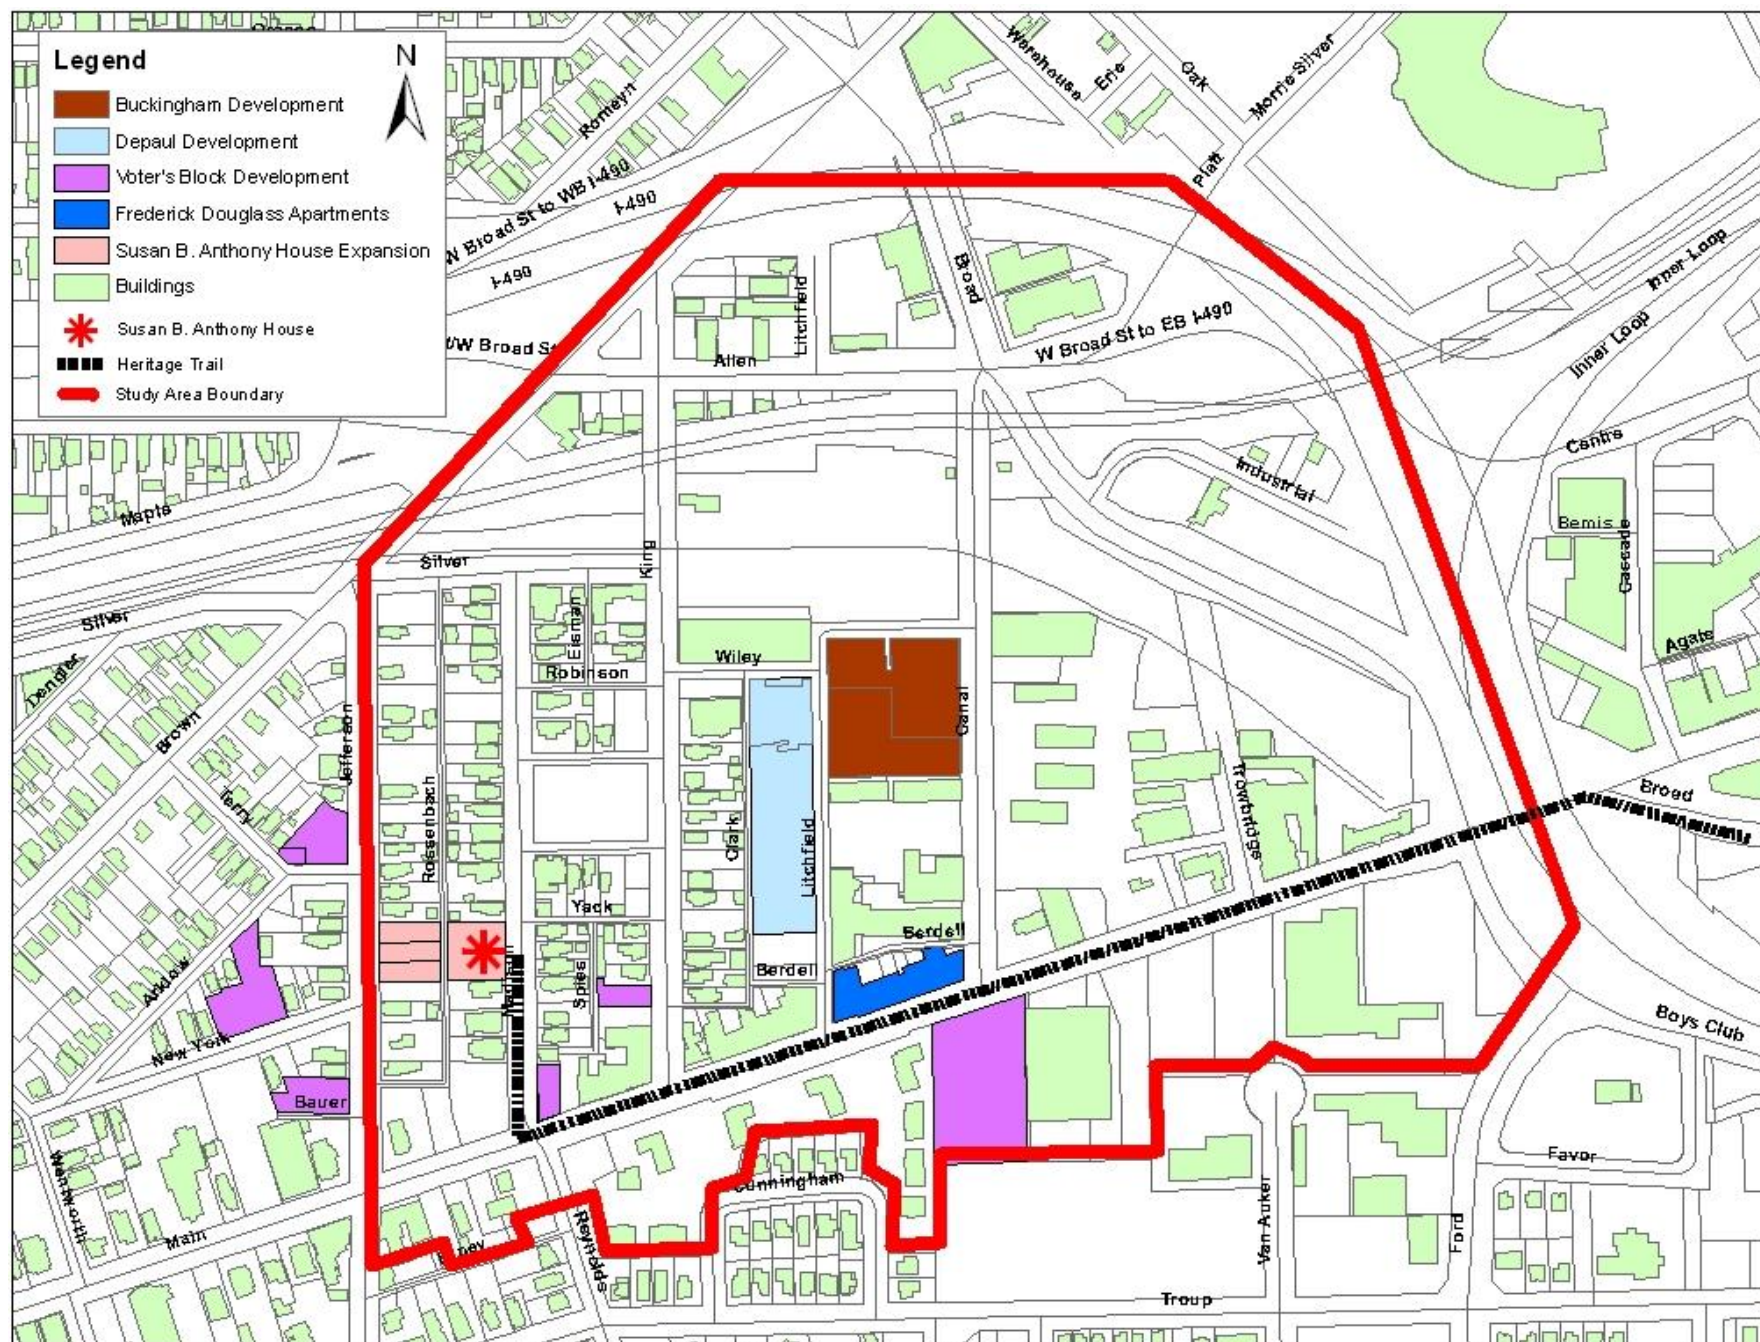 Legend
N
Buckingham Development
Depaul Development
Voter's Block Development
Frederick Douglass Apartments
Susan B. Anthony House Expansion
Buildings
Susan B. Anthony House
Heritage Trail
Study Area Boundary
Romeyn
Warehouse
Erie
Oak
Morrie Silver
Platt
W Broad St to WB I-490
I-490
I-490
W Broad St
Broad
Litchfield
Allen
W Broad St to EB I-490
Inner Loop
Inner Loop
Centre
Industrial
Bemis
Cascade
Agate
Maple
Silver
King
Silver
Eisman
Robinson
Wiley
Canal
Dengler
Brown
Jefferson
Terry
Rossenbach
Clark
Litchfield
Trowbridge
Broad
Yack
Berdell
Berdell
Addow
Spies
New York
Boys Club
Bauer
Wentworth
Main
Cunningham
Reynolds
Favor
Van Auker
Ford
Troup